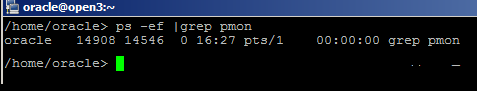 oracle@open3:~
/home/oracle> ps -ef |grep pmon
oracle   14908 14546  0 16:27 pts/1    00:00:00 grep pmon
/home/oracle>